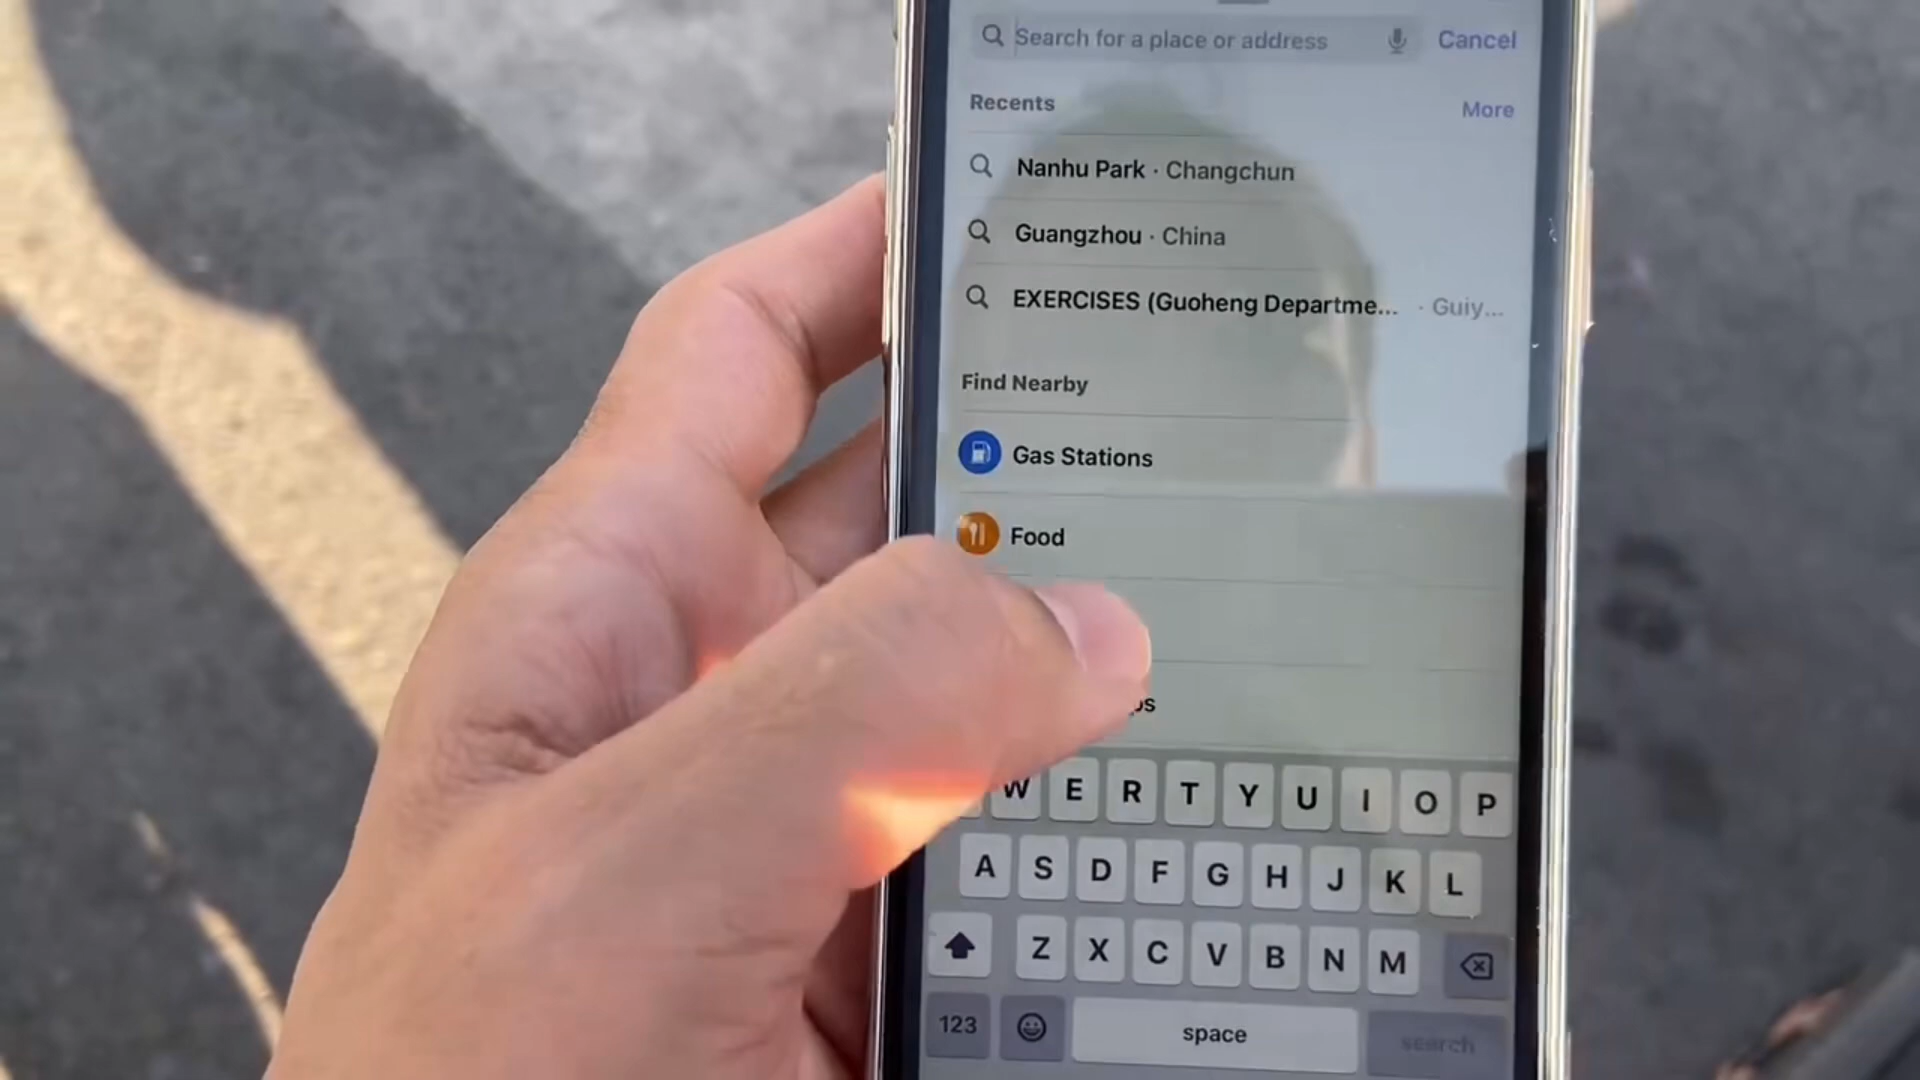 Search for a place or address Cancel
Recents More
Nanhu Park · Changchun
Guangzhou · China
EXERCISES (Guoheng Departme... · Guiy...
Find Nearby
Gas Stations
Food
W E R T Y U I O P
A S D F G H J K L
Z X C V B N M
123 space search